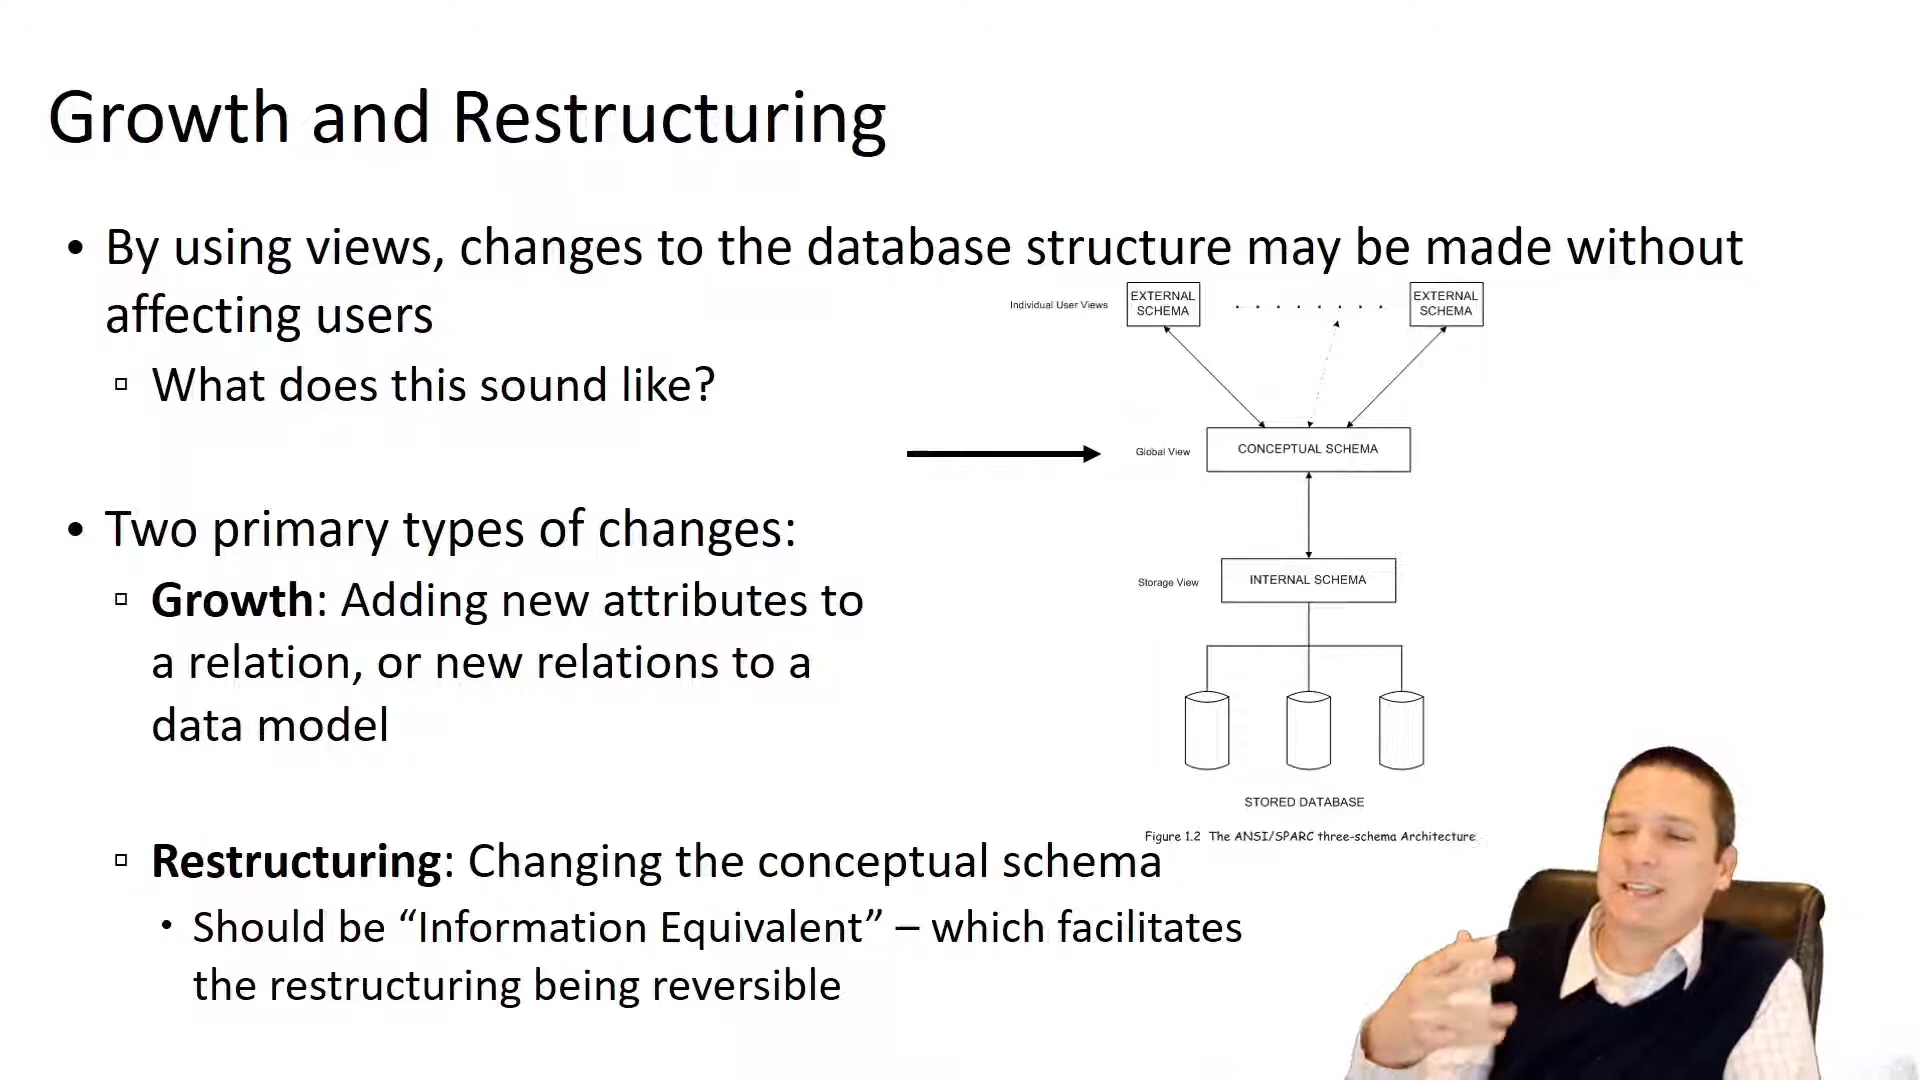 Growth and Restructuring
• By using views, changes to the database structure may be made without
affecting users
▫ What does this sound like?
• Two primary types of changes:
▫ Growth: Adding new attributes to
a relation, or new relations to a
data model
▫ Restructuring: Changing the conceptual schema
• Should be “Information Equivalent” – which facilitates
the restructuring being reversible
Individual User Views
EXTERNAL
SCHEMA
EXTERNAL
SCHEMA
Global View
CONCEPTUAL SCHEMA
Storage View
INTERNAL SCHEMA
STORED DATABASE
Figure 1.2 The ANSI/SPARC three-schema Architecture